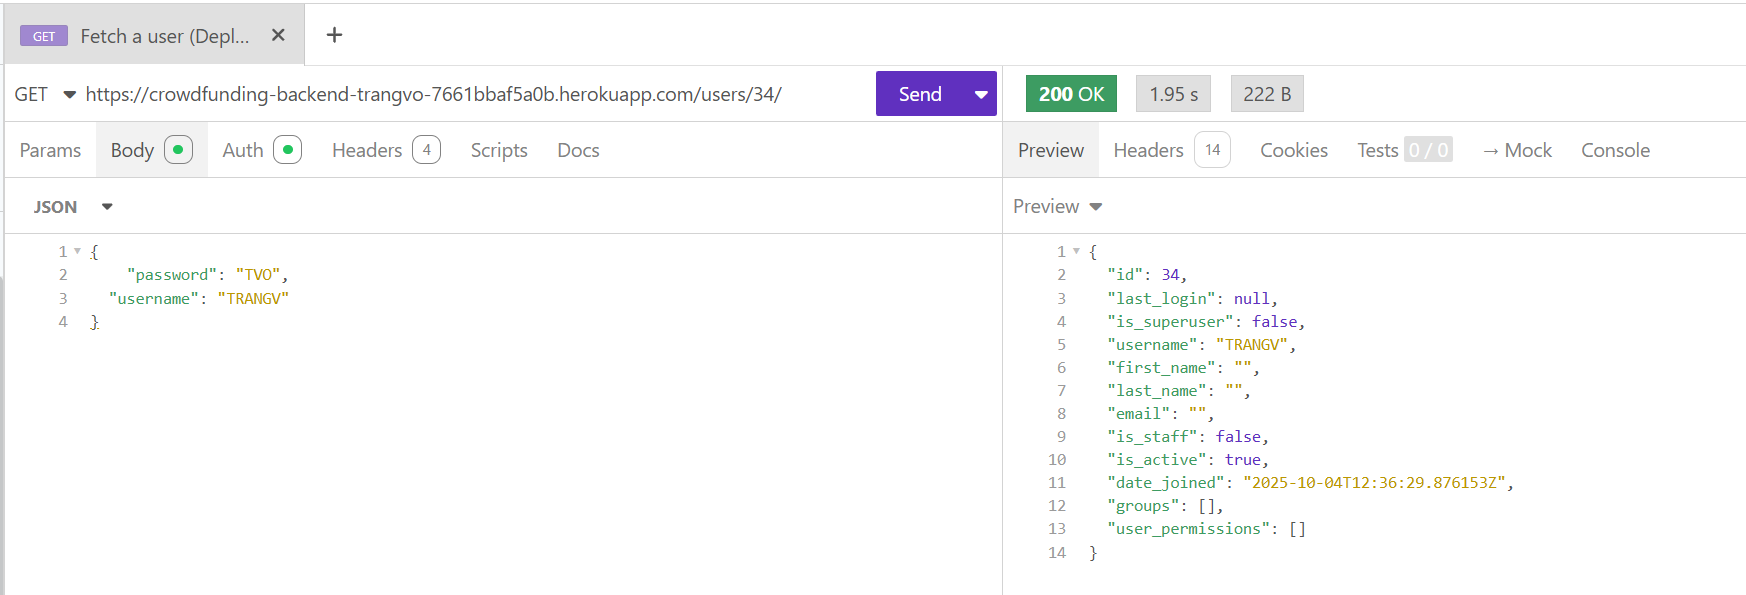 GET Fetch a user (Depl... × +
GET https://crowdfunding-backend-trangvo-7661bbaf5a0b.herokuapp.com/users/34/ Send
200 OK 1.95 s 222 B
Params Body Auth Headers 4 Scripts Docs
Preview Headers 14 Cookies Tests 0 / 0 → Mock Console
JSON
Preview
1 {
2 "password": "TVO",
3 "username": "TRANGV"
4 }
1 {
2 "id": 34,
3 "last_login": null,
4 "is_superuser": false,
5 "username": "TRANGV",
6 "first_name": "",
7 "last_name": "",
8 "email": "",
9 "is_staff": false,
10 "is_active": true,
11 "date_joined": "2025-10-04T12:36:29.876153Z",
12 "groups": [],
13 "user_permissions": []
14 }